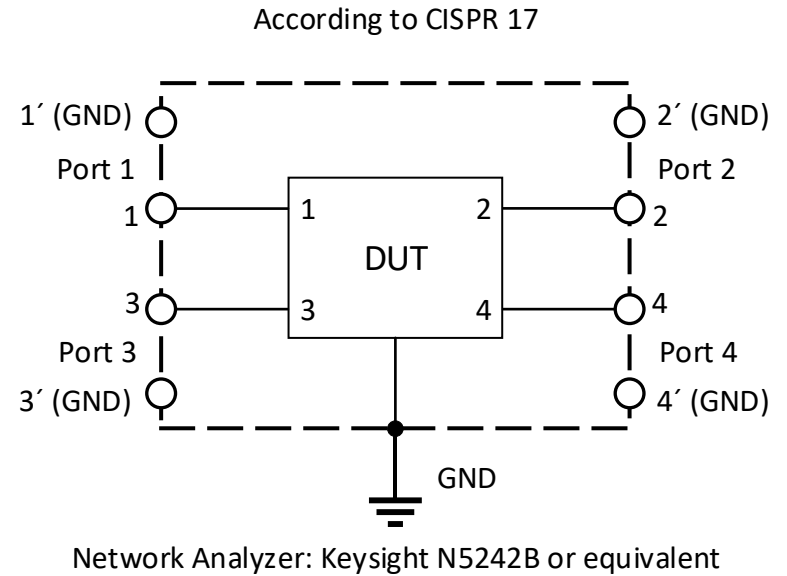 According to CISPR 17
1´ (GND)
2´ (GND)
Port 1
Port 2
1
1
2
2
DUT
3
3
4
4
Port 3
Port 4
3´ (GND)
4´ (GND)
GND
Network Analyzer: Keysight N5242B or equivalent